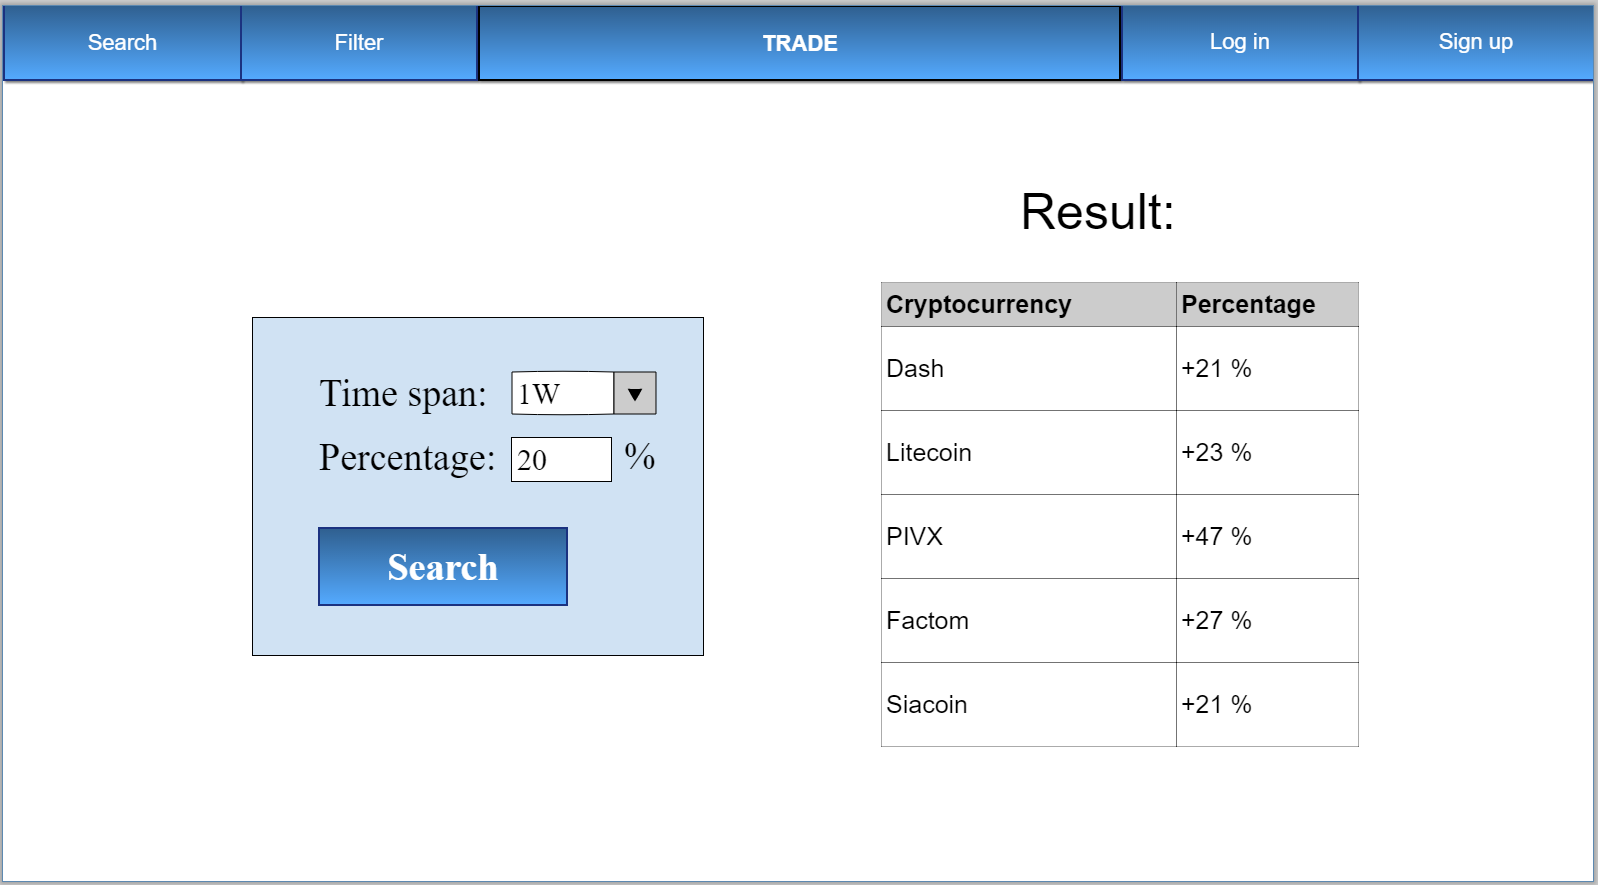 Search Filter TRADE Log in Sign up
Result:
Time span: 1W ▼
Percentage: 20 %
Search
Cryptocurrency Percentage
Dash +21 %
Litecoin +23 %
PIVX +47 %
Factom +27 %
Siacoin +21 %